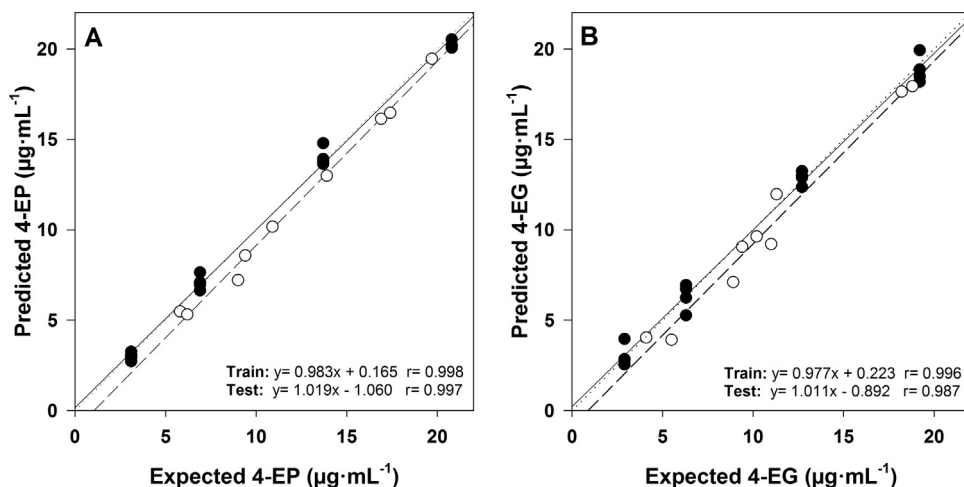 A
Predicted 4-EP (µg·mL⁻¹)
20
15
10
5
0
Train: y= 0.983x + 0.165 r= 0.998
Test: y= 1.019x - 1.060 r= 0.997
0 5 10 15 20
Expected 4-EP (µg·mL⁻¹)
B
Predicted 4-EG (µg·mL⁻¹)
20
15
10
5
0
Train: y= 0.977x + 0.223 r= 0.996
Test: y= 1.011x - 0.892 r= 0.987
0 5 10 15 20
Expected 4-EG (µg·mL⁻¹)